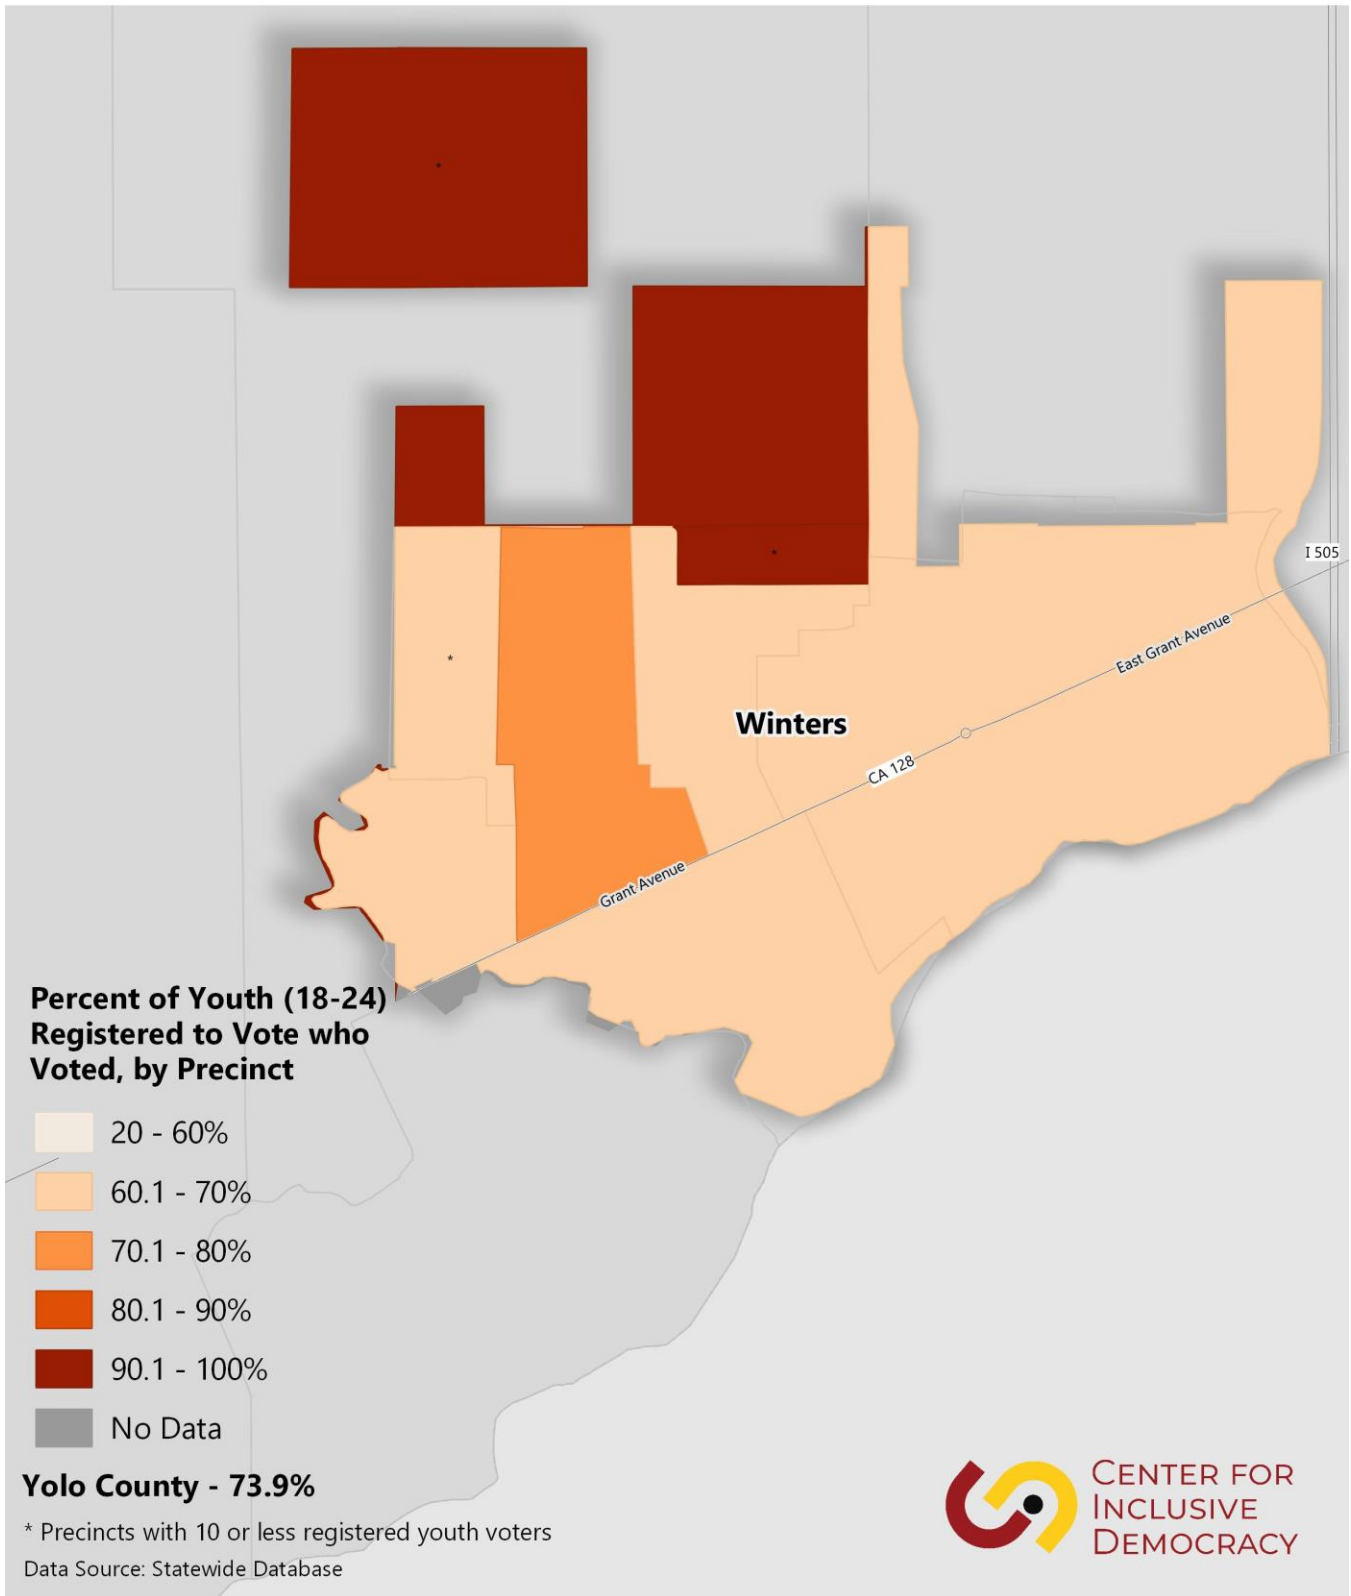 *
*
I 505
East Grant Avenue
*
Winters
CA 128
Grant Avenue
Percent of Youth (18-24)
Registered to Vote who
Voted, by Precinct
20 - 60%
60.1 - 70%
70.1 - 80%
80.1 - 90%
90.1 - 100%
No Data
Yolo County - 73.9%
* Precincts with 10 or less registered youth voters
Data Source: Statewide Database
CENTER FOR
INCLUSIVE
DEMOCRACY